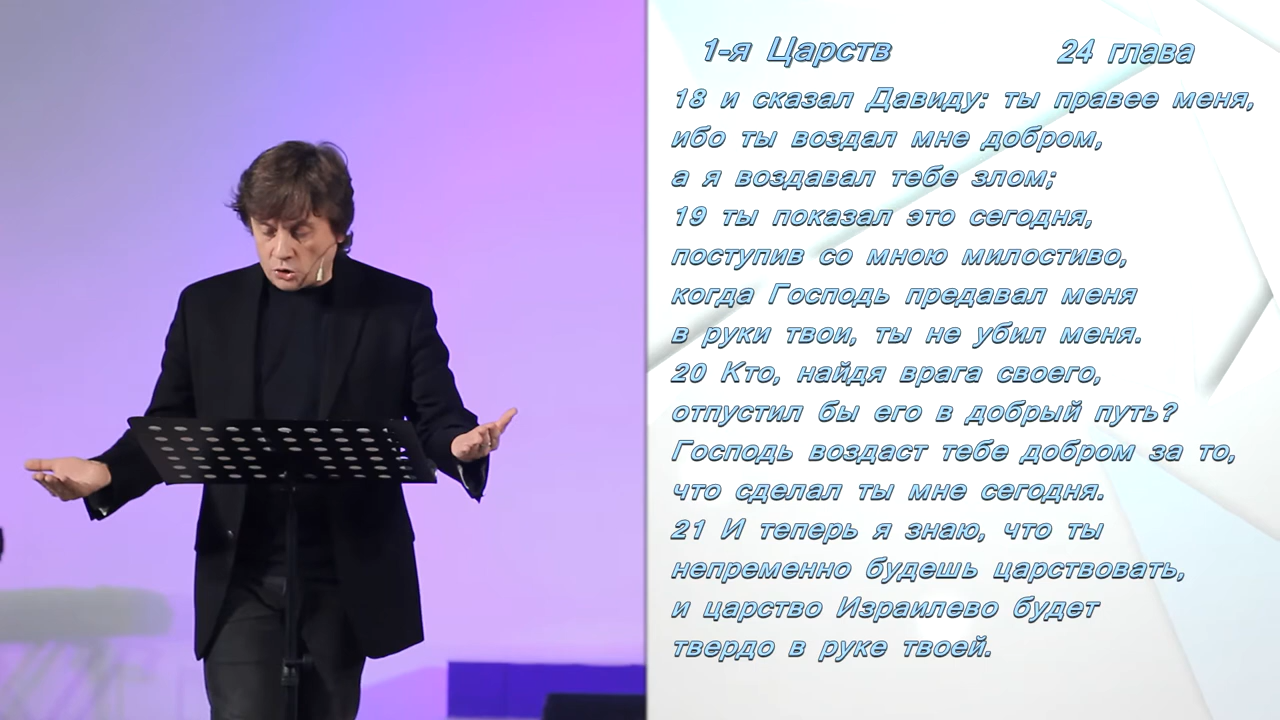 1-я Царств 24 глава
18 и сказал Давиду: ты правее меня,
ибо ты воздал мне добром,
а я воздавал тебе злом;
19 ты показал это сегодня,
поступив со мною милостиво,
когда Господь предавал меня
в руки твои, ты не убил меня.
20 Кто, найдя врага своего,
отпустил бы его в добрый путь?
Господь воздаст тебе добром за то,
что сделал ты мне сегодня.
21 И теперь я знаю, что ты
непременно будешь царствовать,
и царство Израилево будет
твердо в руке твоей.